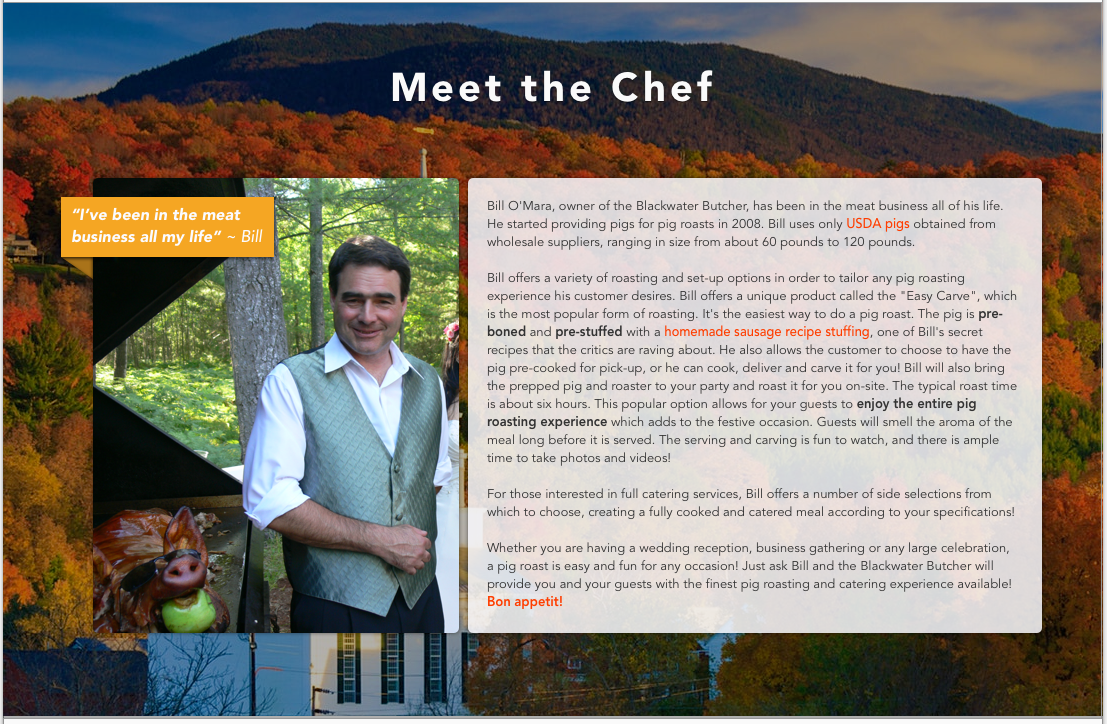 Meet the Chef
“I’ve been in the meat
business all my life” ~ Bill
Bill O'Mara, owner of the Blackwater Butcher, has been in the meat business all of his life.
He started providing pigs for pig roasts in 2008. Bill uses only USDA pigs obtained from
wholesale suppliers, ranging in size from about 60 pounds to 120 pounds.
Bill offers a variety of roasting and set-up options in order to tailor any pig roasting
experience his customer desires. Bill offers a unique product called the "Easy Carve", which
is the most popular form of roasting. It's the easiest way to do a pig roast. The pig is pre-
boned and pre-stuffed with a homemade sausage recipe stuffing, one of Bill's secret
recipes that the critics are raving about. He also allows the customer to choose to have the
pig pre-cooked for pick-up, or he can cook, deliver and carve it for you! Bill will also bring
the prepped pig and roaster to your party and roast it for you on-site. The typical roast time
is about six hours. This popular option allows for your guests to enjoy the entire pig
roasting experience which adds to the festive occasion. Guests will smell the aroma of the
meal long before it is served. The serving and carving is fun to watch, and there is ample
time to take photos and videos!
For those interested in full catering services, Bill offers a number of side selections from
which to choose, creating a fully cooked and catered meal according to your specifications!
Whether you are having a wedding reception, business gathering or any large celebration,
a pig roast is easy and fun for any occasion! Just ask Bill and the Blackwater Butcher will
provide you and your guests with the finest pig roasting and catering experience available!
Bon appetit!